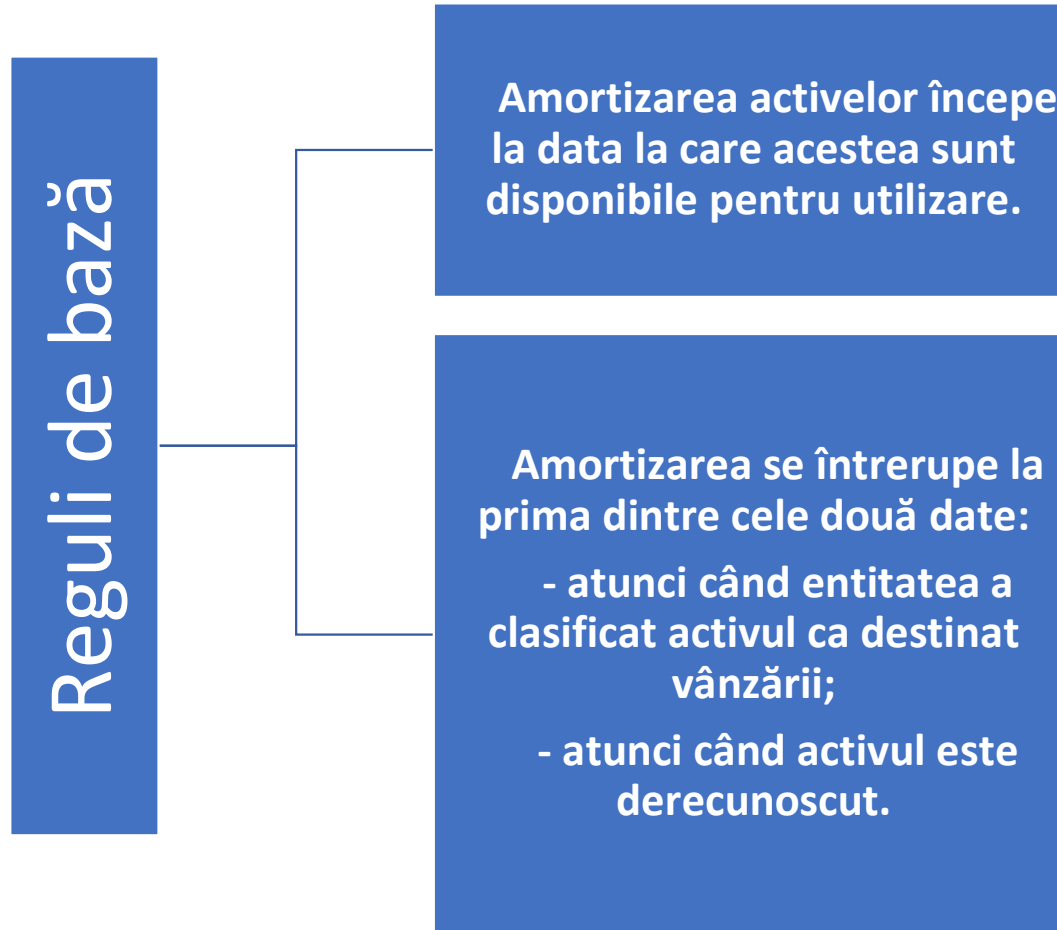 Reguli de bază
Amortizarea activelor începe
la data la care acestea sunt
disponibile pentru utilizare.
Amortizarea se întrerupe la
prima dintre cele două date:
- atunci când entitatea a
clasificat activul ca destinat
vânzării;
- atunci când activul este
derecunoscut.